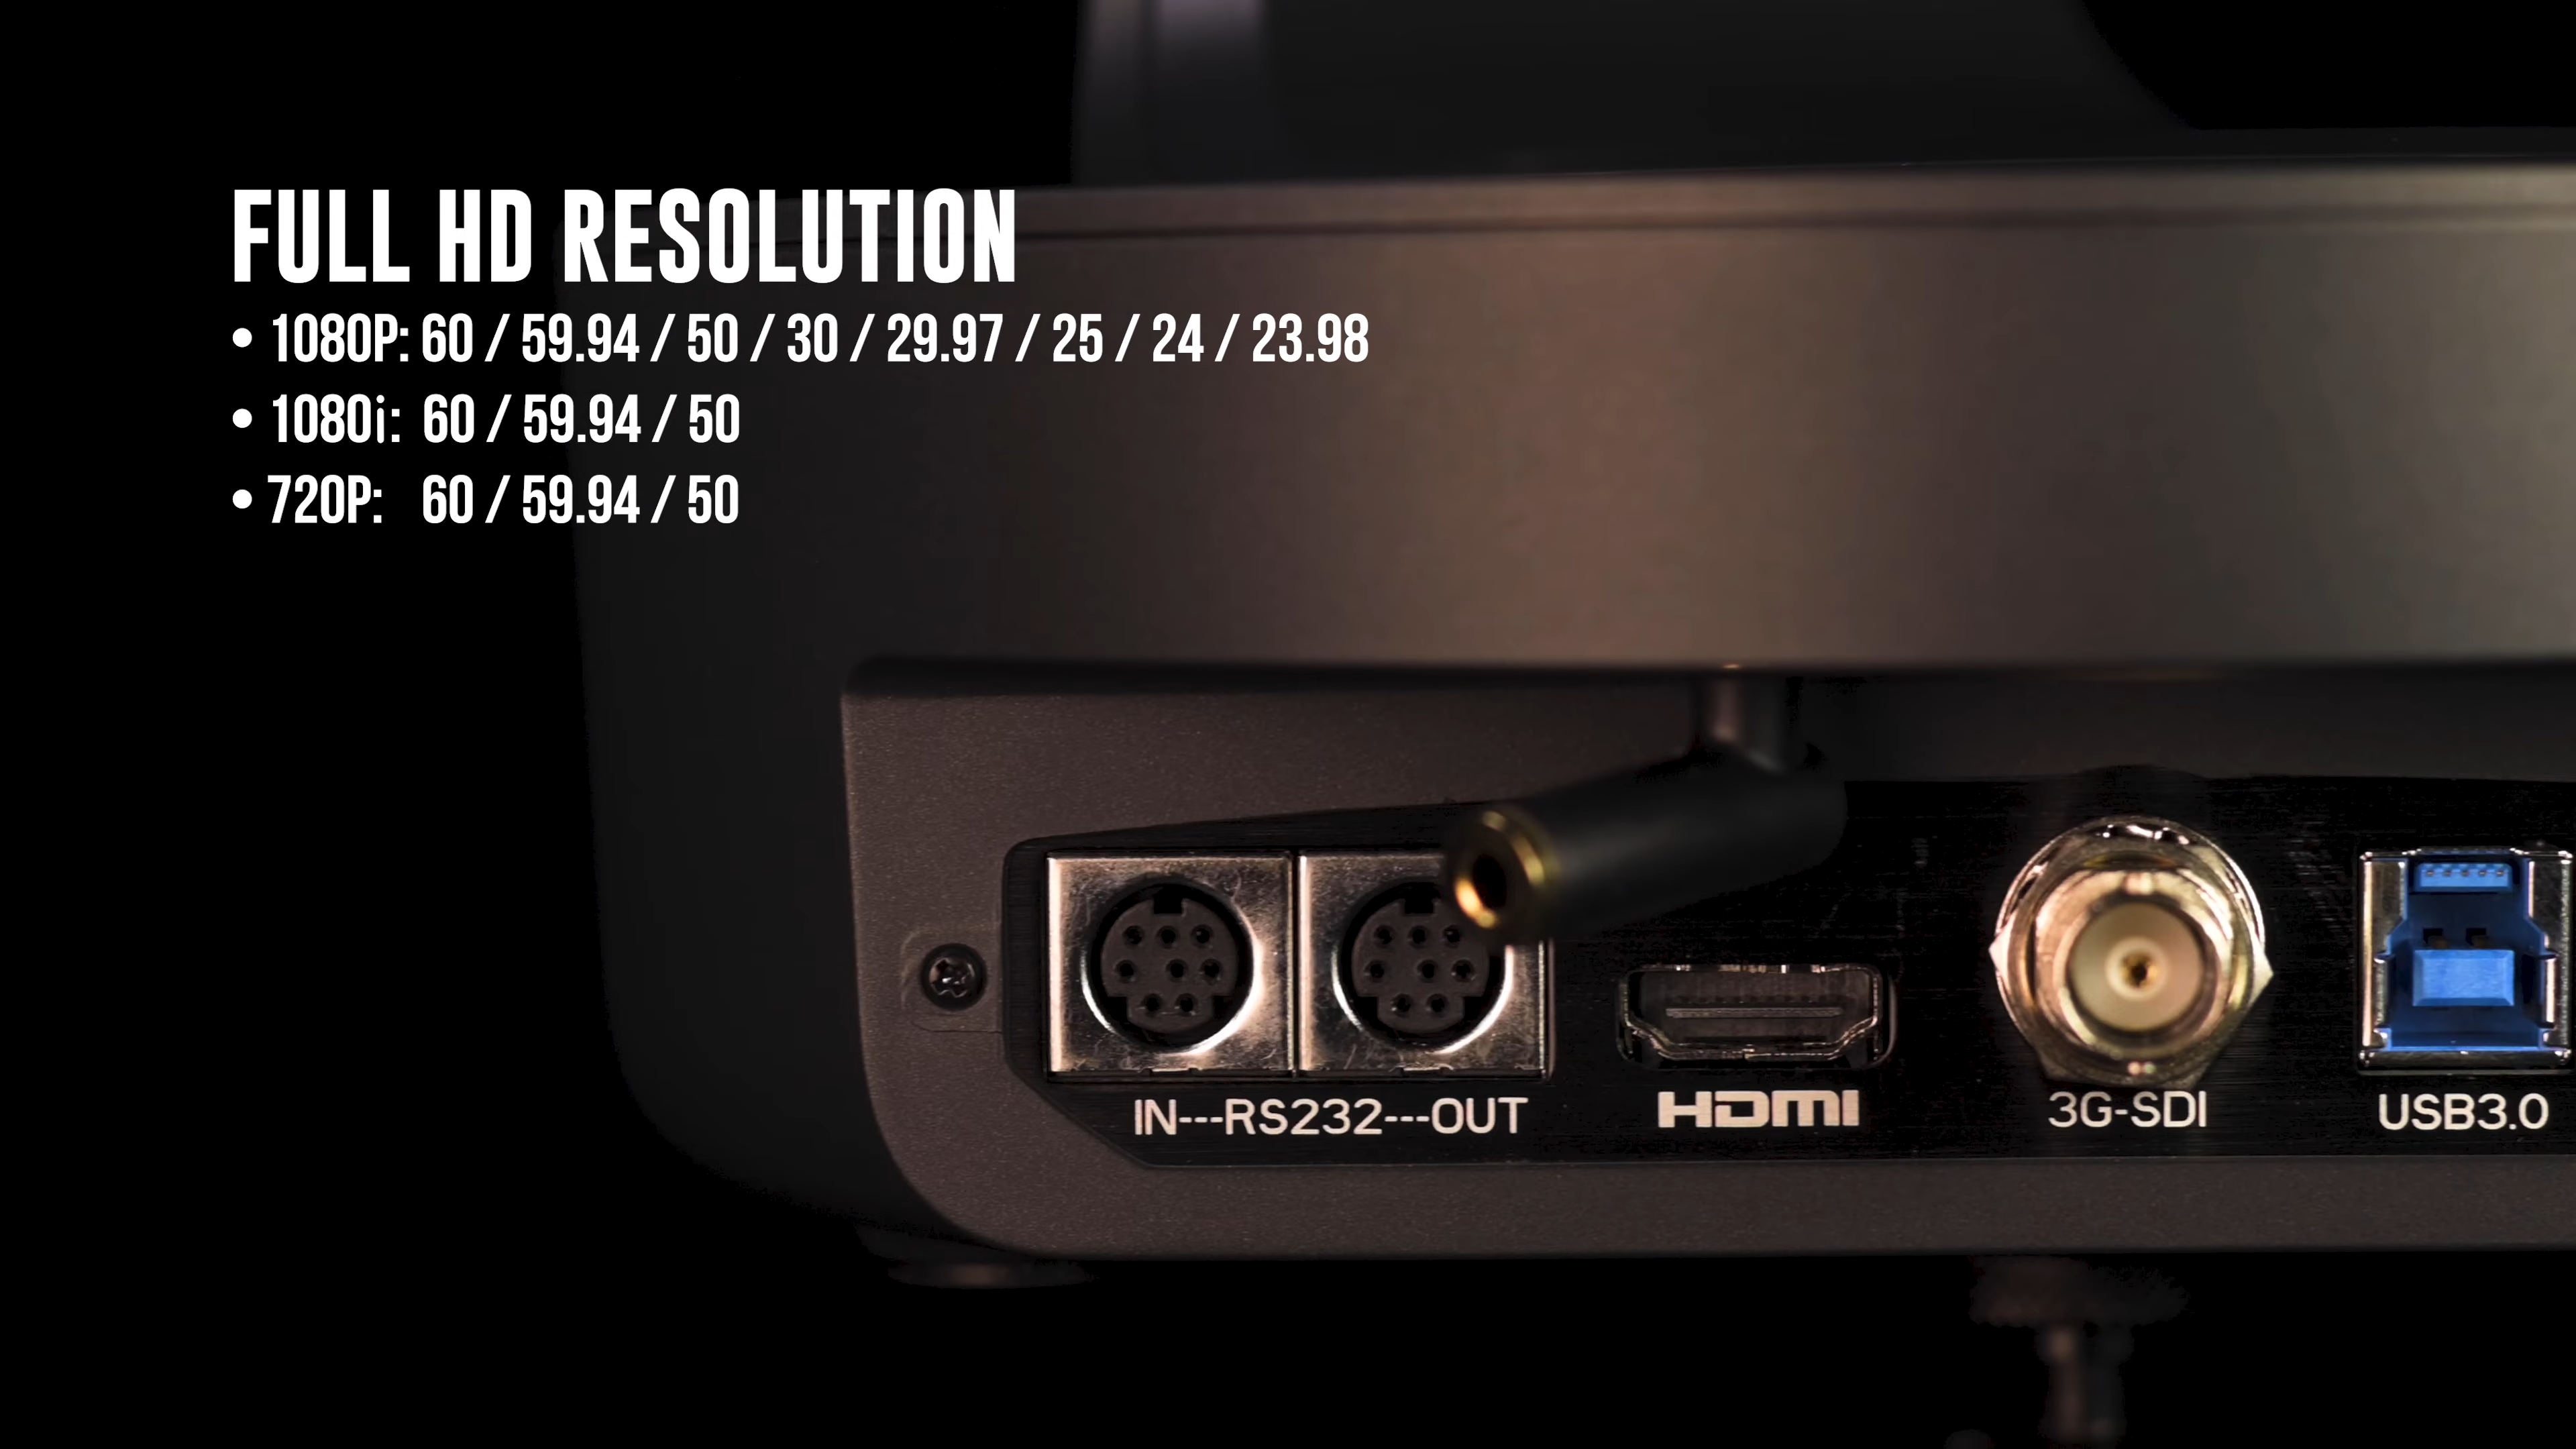 FULL HD RESOLUTION
• 1080P: 60 / 59.94 / 50 / 30 / 29.97 / 25 / 24 / 23.98
• 1080i: 60 / 59.94 / 50
• 720P: 60 / 59.94 / 50
IN---RS232---OUT
HDMI
3G-SDI
USB3.0